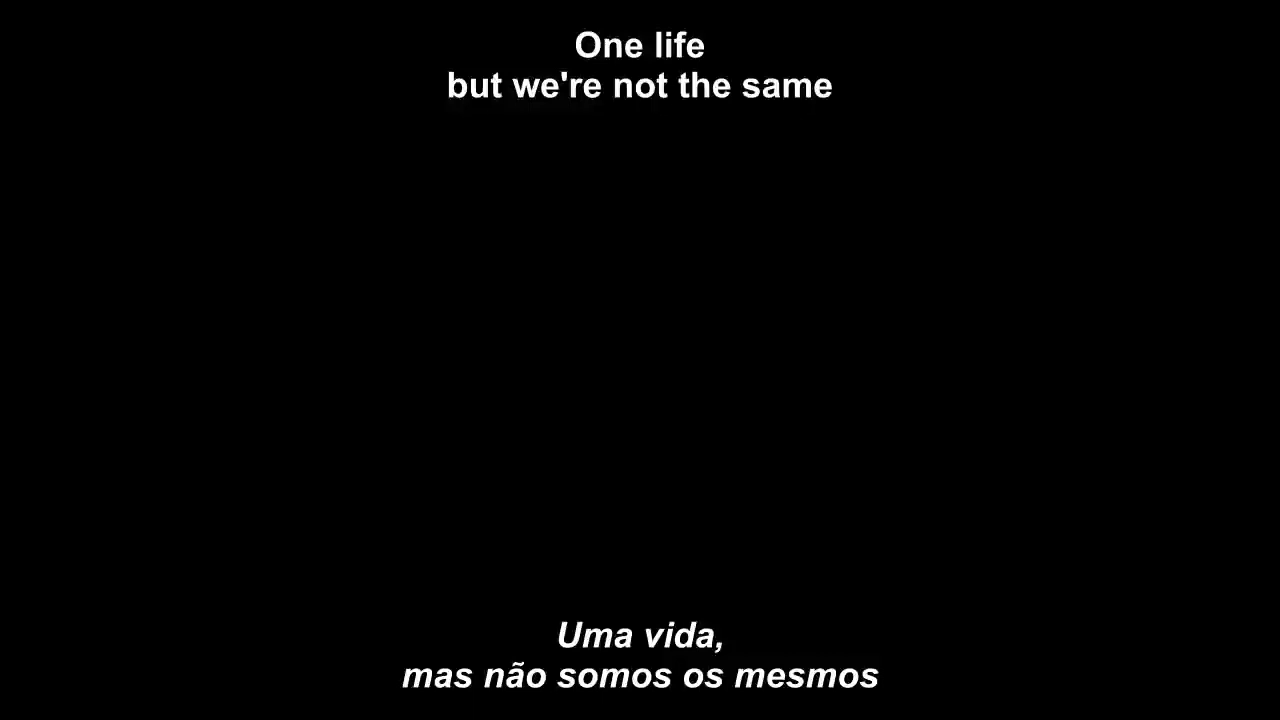 One life
but we're not the same
Uma vida,
mas não somos os mesmos